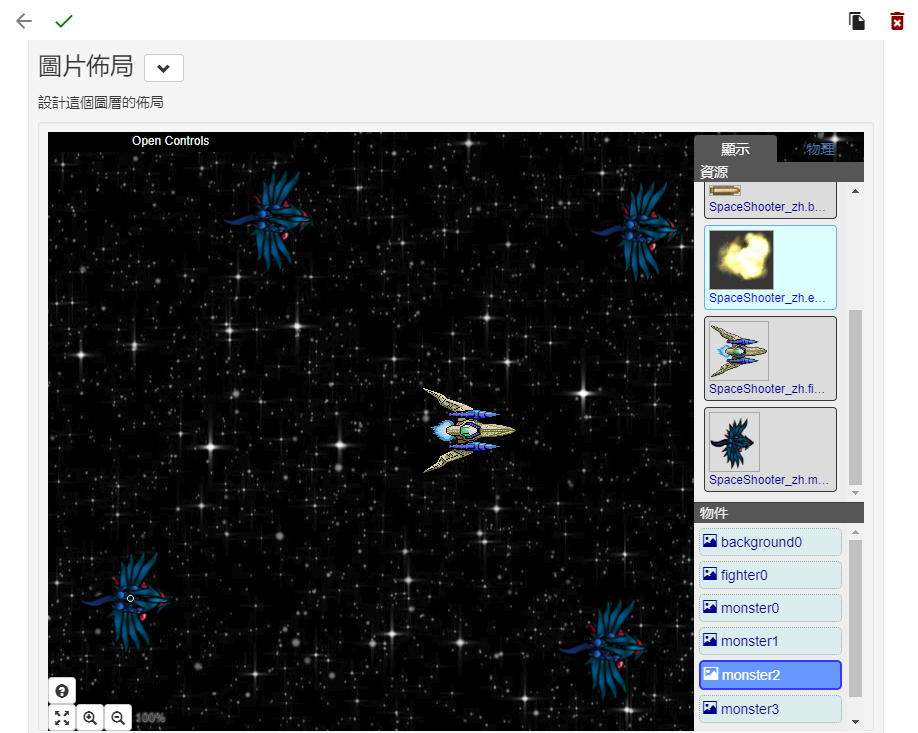 圖片佈局
設計這個圖層的佈局
Open Controls
顯示
物理
資源
SpaceShooter_zh.b...
SpaceShooter_zh.e...
SpaceShooter_zh.fi...
SpaceShooter_zh.m...
物件
background0
fighter0
monster0
monster1
monster2
monster3
100%